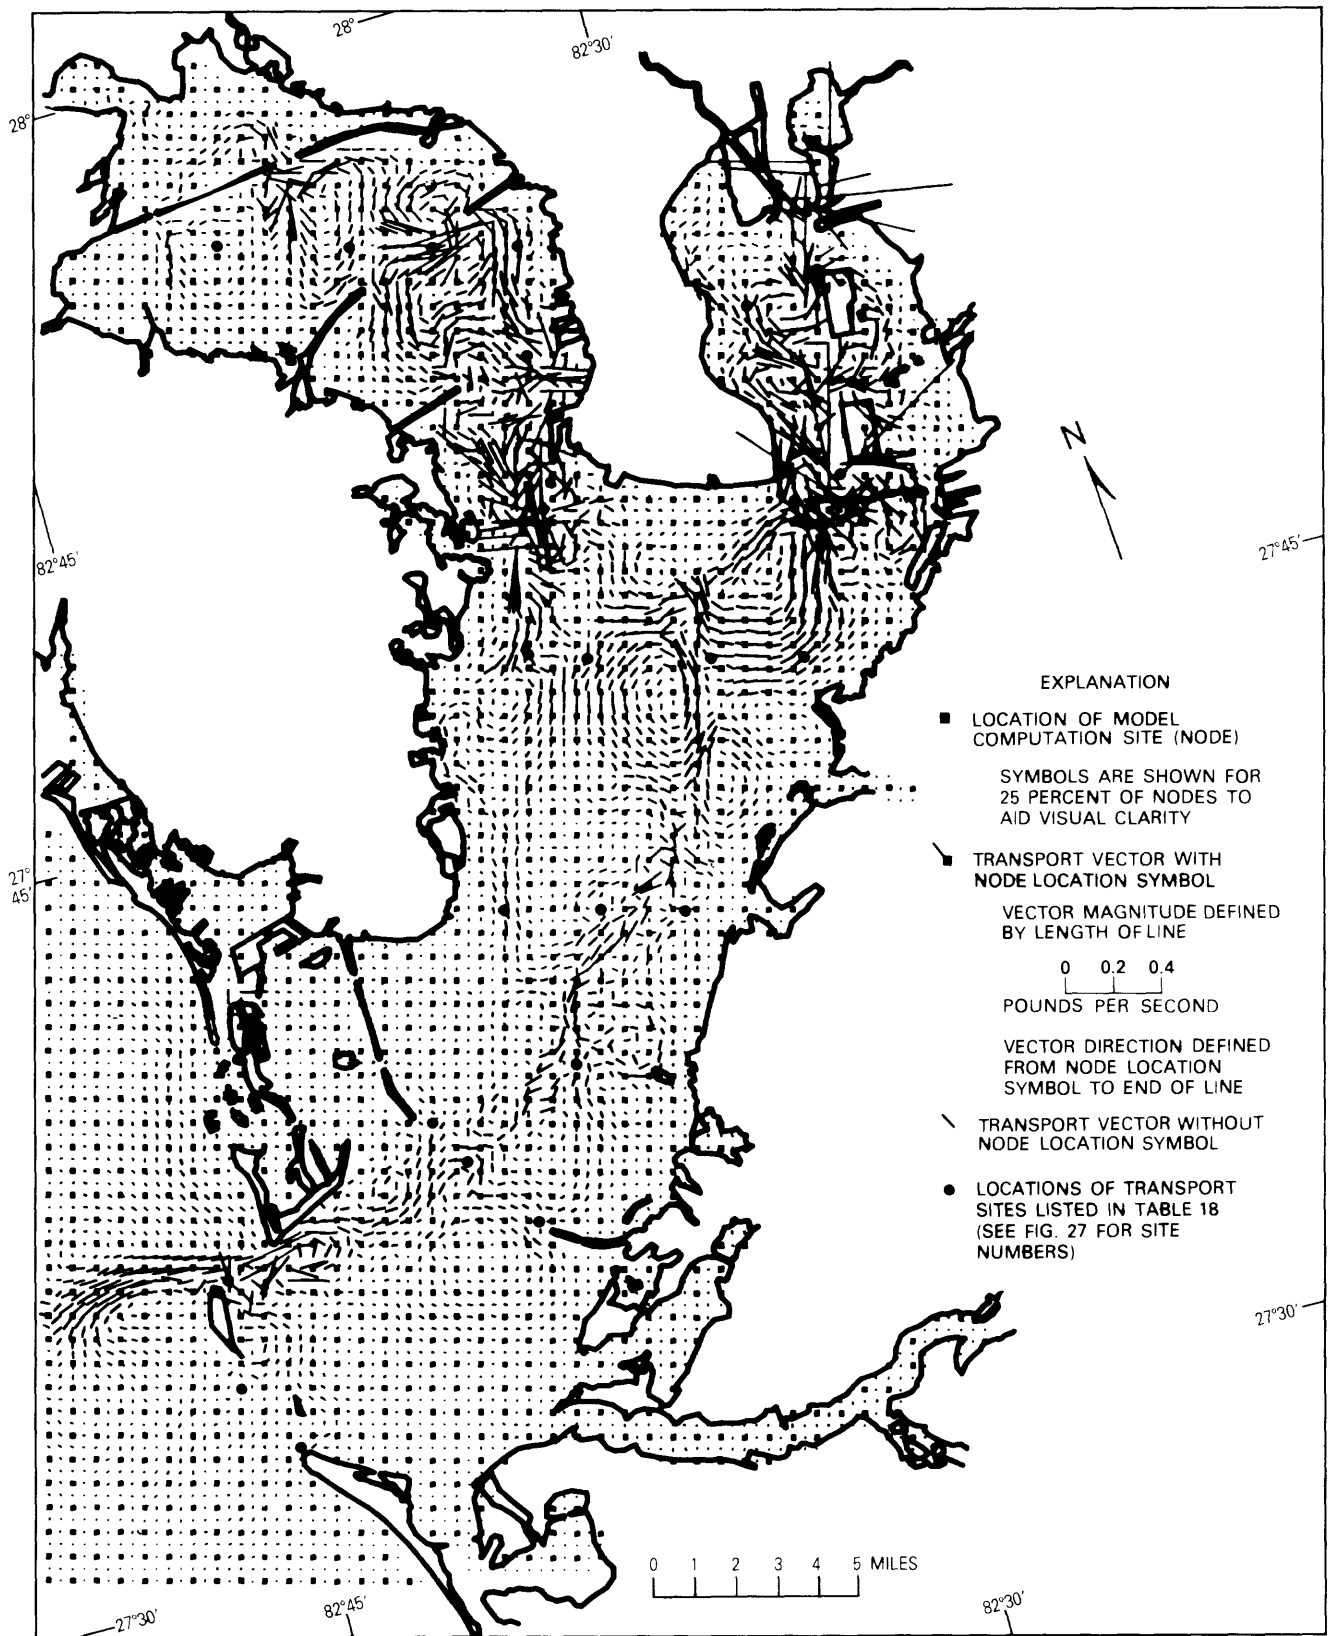 28°
82°30'
28°
N
27°45'
82°45'
EXPLANATION
LOCATION OF MODEL
COMPUTATION SITE (NODE)
SYMBOLS ARE SHOWN FOR
25 PERCENT OF NODES TO
AID VISUAL CLARITY
TRANSPORT VECTOR WITH
NODE LOCATION SYMBOL
27°
45'
VECTOR MAGNITUDE DEFINED
BY LENGTH OF LINE
0 0.2 0.4
POUNDS PER SECOND
VECTOR DIRECTION DEFINED
FROM NODE LOCATION
SYMBOL TO END OF LINE
TRANSPORT VECTOR WITHOUT
NODE LOCATION SYMBOL
LOCATIONS OF TRANSPORT
SITES LISTED IN TABLE 18
(SEE FIG. 27 FOR SITE
NUMBERS)
27°30'
0 1 2 3 4 5 MILES
27°30'
82°45'
82°30'